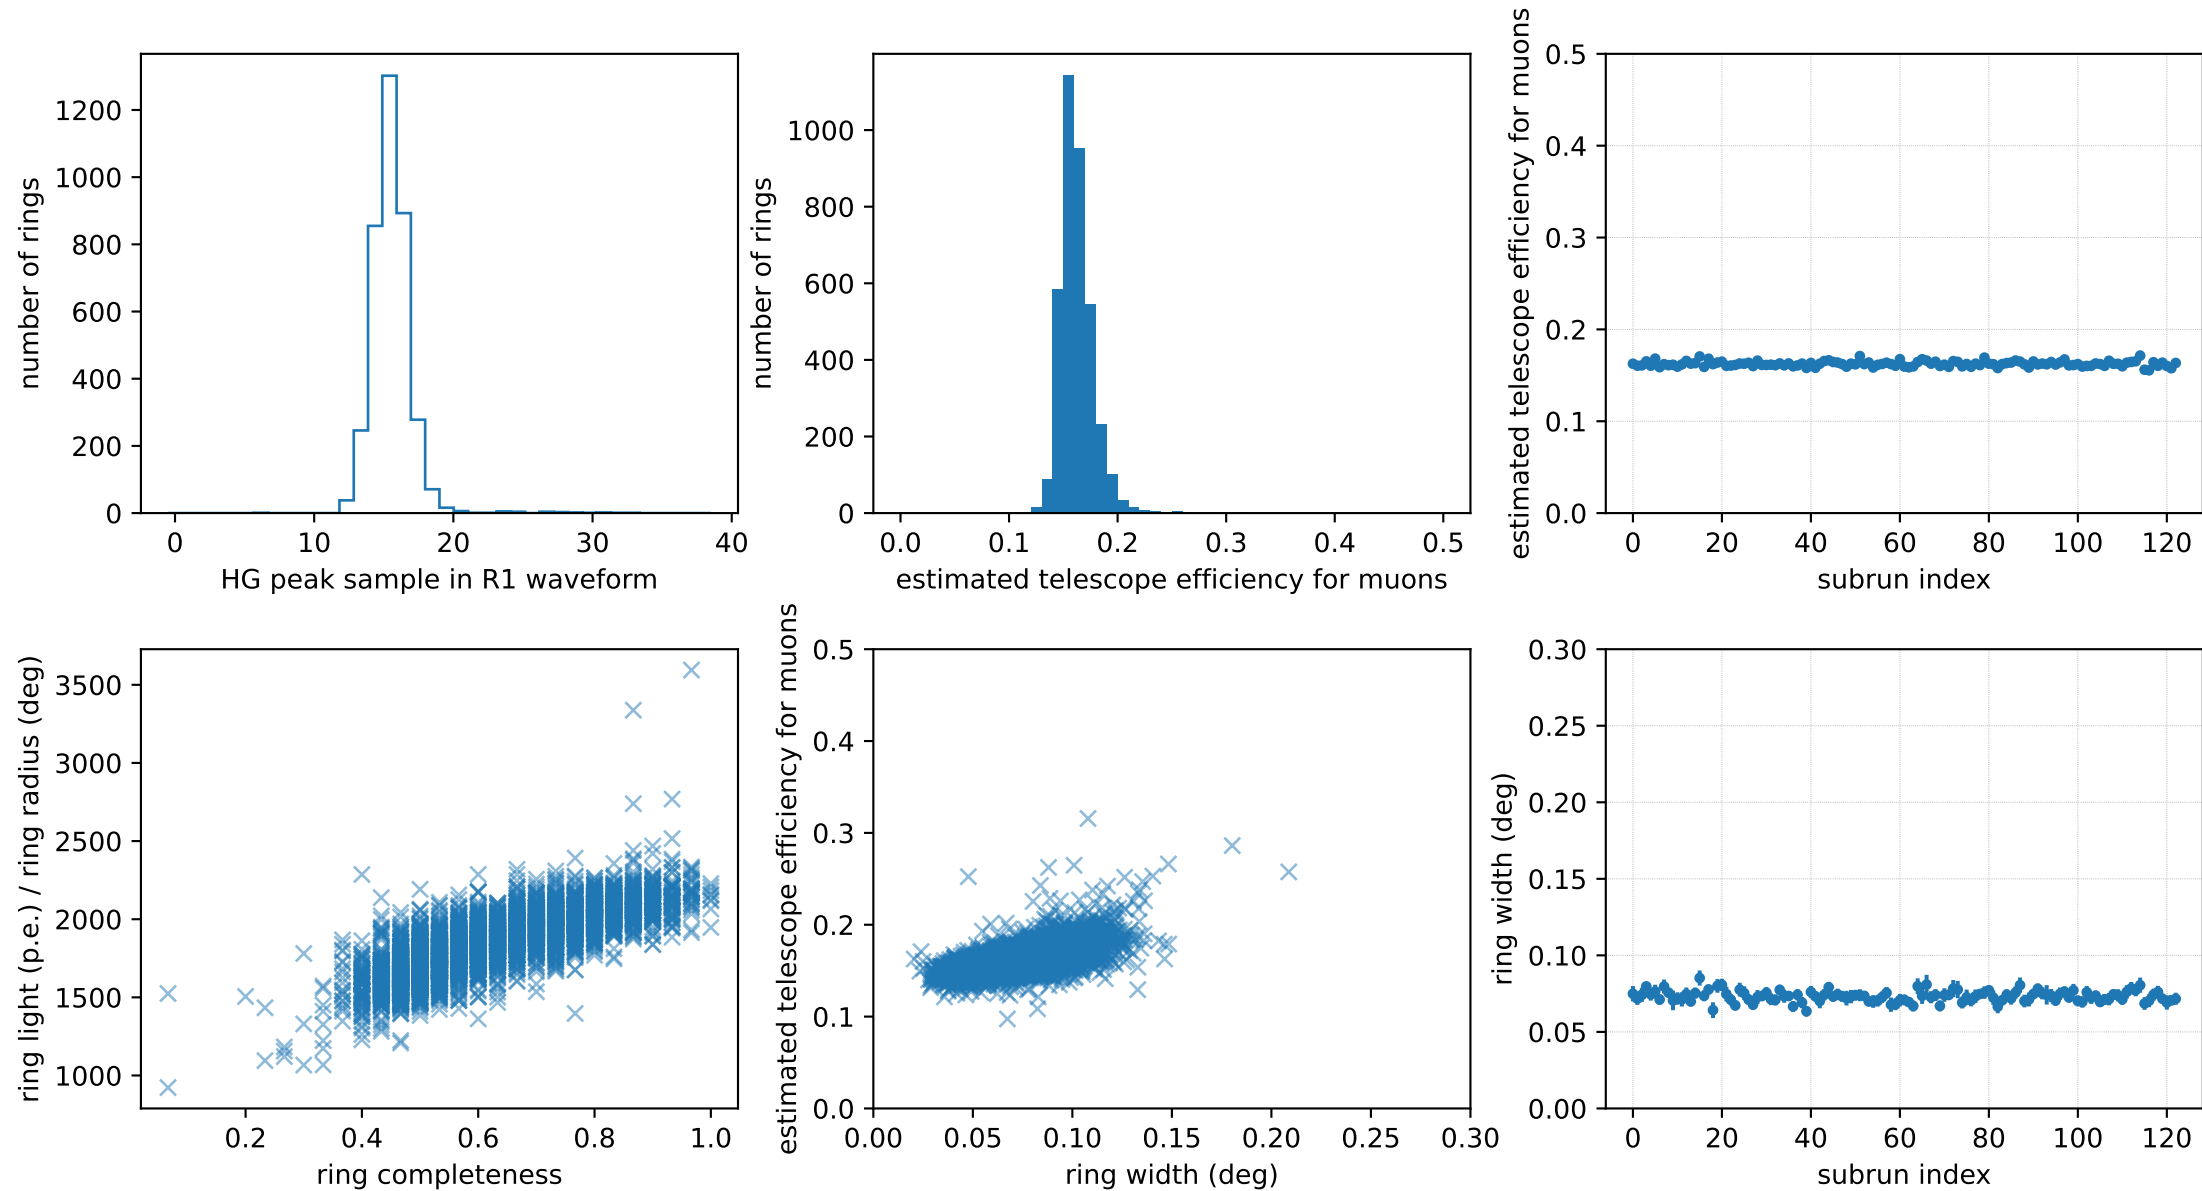 number of rings
1200
1000
800
600
400
200
0
0 10 20 30 40
HG peak sample in R1 waveform
number of rings
1000
800
600
400
200
0
0.0 0.1 0.2 0.3 0.4 0.5
estimated telescope efficiency for muons
estimated telescope efficiency for muons
0.5
0.4
0.3
0.2
0.1
0.0
0 20 40 60 80 100 120
subrun index
ring light (p.e.) / ring radius (deg)
3500
3000
2500
2000
1500
1000
0.2 0.4 0.6 0.8 1.0
ring completeness
estimated telescope efficiency for muons
0.5
0.4
0.3
0.2
0.1
0.0
0.00 0.05 0.10 0.15 0.20 0.25 0.30
ring width (deg)
ring width (deg)
0.30
0.25
0.20
0.15
0.10
0.05
0.00
0 20 40 60 80 100 120
subrun index